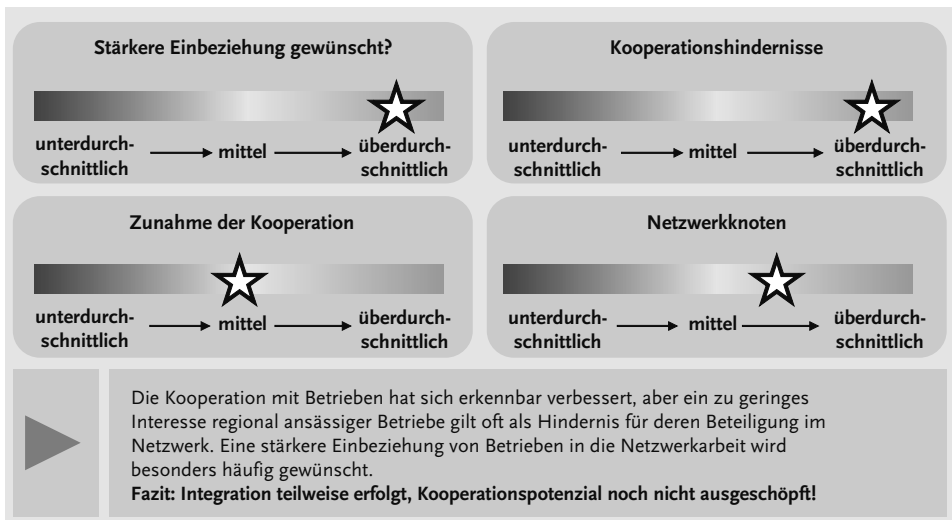 Stärkere Einbeziehung gewünscht?
unterdurch-
schnittlich
mittel
überdurch-
schnittlich
Kooperationshindernisse
unterdurch-
schnittlich
mittel
überdurch-
schnittlich
Zunahme der Kooperation
unterdurch-
schnittlich
mittel
überdurch-
schnittlich
Netzwerkknoten
unterdurch-
schnittlich
mittel
überdurch-
schnittlich
Die Kooperation mit Betrieben hat sich erkennbar verbessert, aber ein zu geringes
Interesse regional ansässiger Betriebe gilt oft als Hindernis für deren Beteiligung im
Netzwerk. Eine stärkere Einbeziehung von Betrieben in die Netzwerkarbeit wird
besonders häufig gewünscht.
Fazit: Integration teilweise erfolgt, Kooperationspotenzial noch nicht ausgeschöpft!